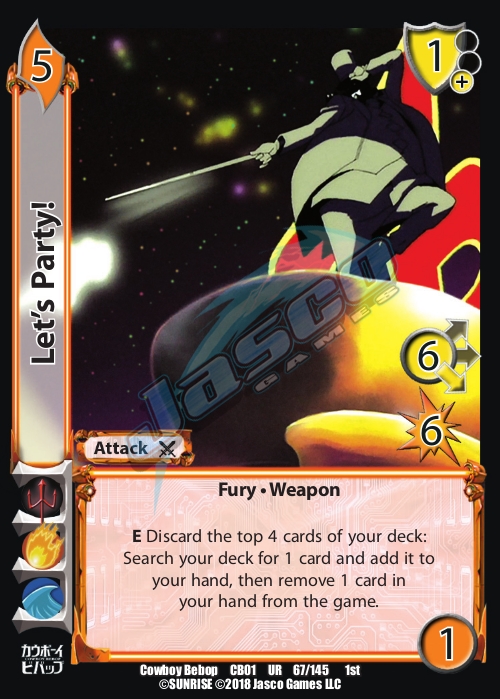 5
1
+
Let's Party!
Jasco
GAMES
6
6
Attack
Fury • Weapon
E Discard the top 4 cards of your deck:
Search your deck for 1 card and add it to
your hand, then remove 1 card in
your hand from the game.
1
カウボーイ
ビバップ
Cowboy Bebop CB01 UR 67/145 1st
©SUNRISE ©2018 Jasco Games LLC